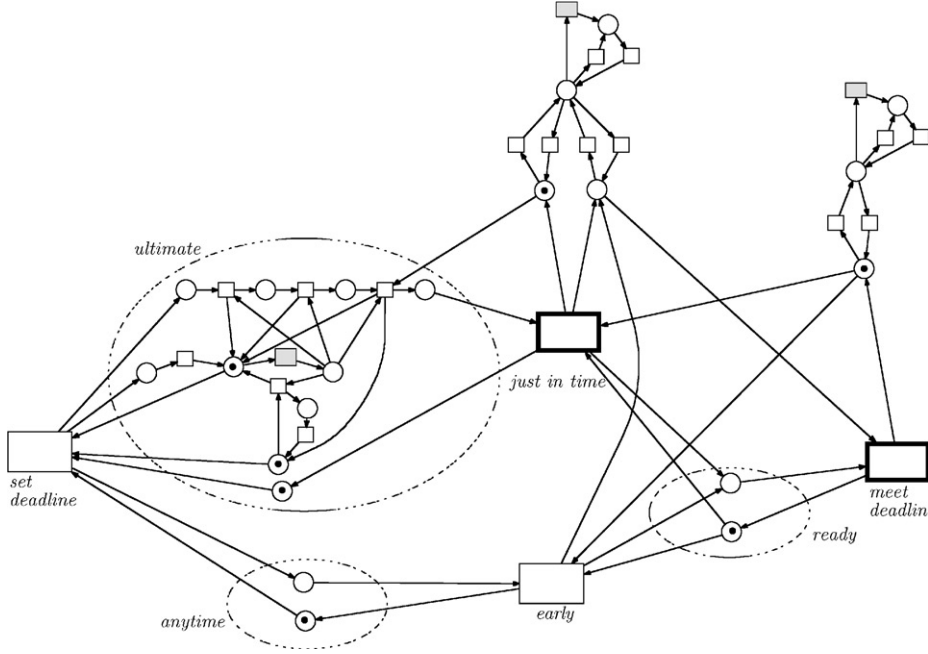 ultimate
just in time
set
deadline
meet
deadlin
ready
anytime
early